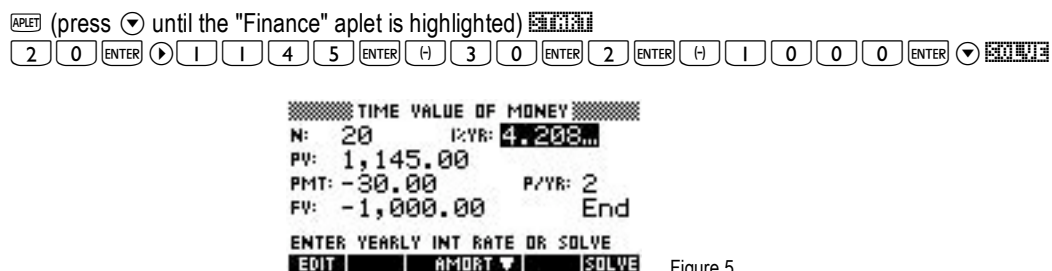 APLET (press ▼ until the "Finance" aplet is highlighted) START
2 0 ENTER ▶ 1 1 4 5 ENTER (-) 3 0 ENTER 2 ENTER (-) 1 0 0 0 ENTER ▼ SOLVE
TIME VALUE OF MONEY
N: 20 I%YR: 4.208…
PV: 1,145.00
PMT: -30.00 P/YR: 2
FV: -1,000.00 End
ENTER YEARLY INT RATE OR SOLVE
EDIT AMORT ▼ SOLVE
Figure 5